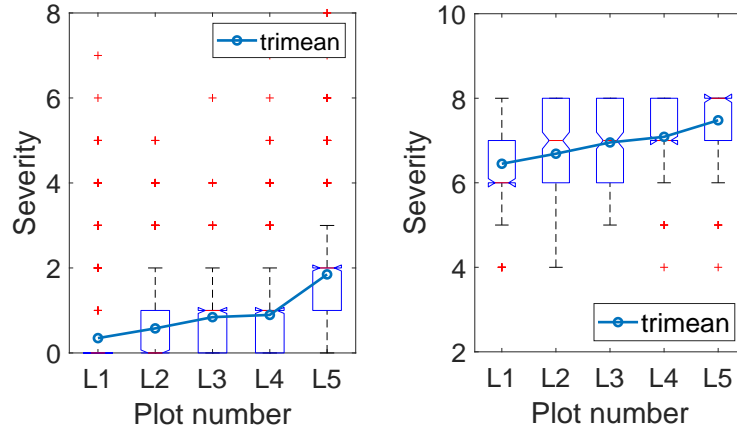 8
6
4
2
0
Severity
trimean
L1 L2 L3 L4 L5
Plot number
10
8
6
4
2
Severity
trimean
L1 L2 L3 L4 L5
Plot number